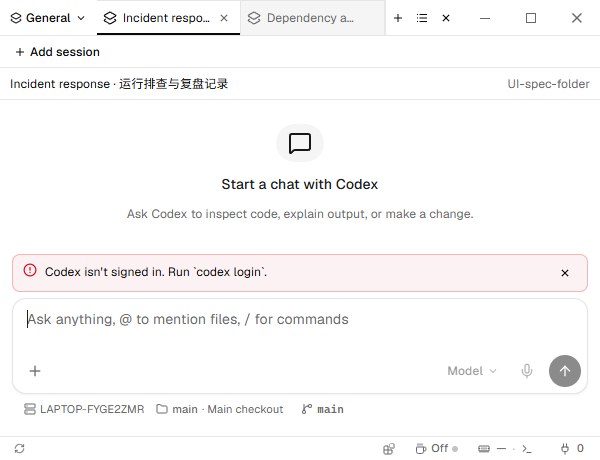 General Incident respo... Dependency a...
Add session
Incident response · 运行排查与复盘记录 UI-spec-folder
Start a chat with Codex
Ask Codex to inspect code, explain output, or make a change.
Codex isn't signed in. Run `codex login`.
Ask anything, @ to mention files, / for commands
Model
LAPTOP-FYGE2ZMR main · Main checkout main
Off — · 0